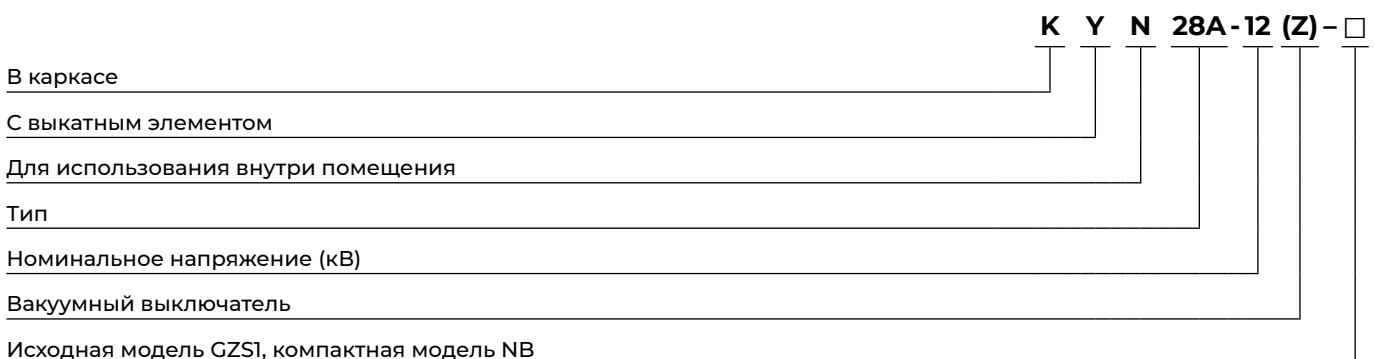 K Y N 28A-12 (Z) – □
В каркасе
С выкатным элементом
Для использования внутри помещения
Тип
Номинальное напряжение (кВ)
Вакуумный выключатель
Исходная модель GZS1, компактная модель NB